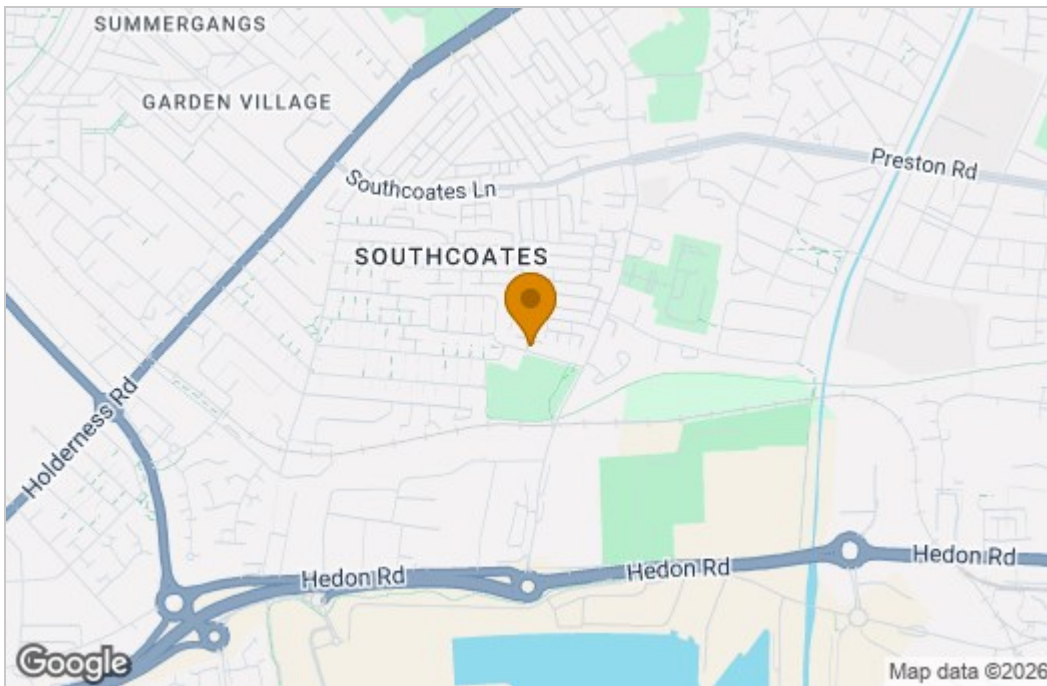 SUMMERGANGS
GARDEN VILLAGE
Southcoates Ln
Preston Rd
SOUTHCOATES
Holderness Rd
Hedon Rd
Hedon Rd
Hedon Rd
Google
Map data ©2026